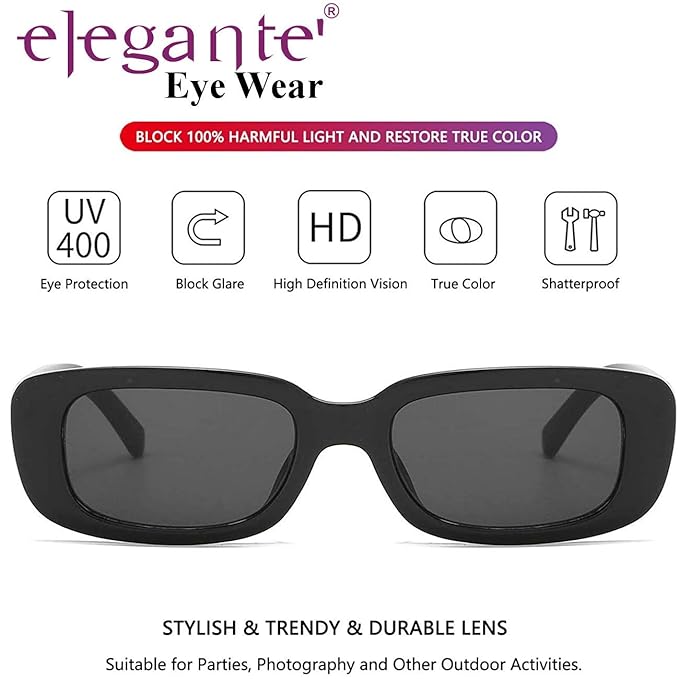 elegante'®
Eye Wear
BLOCK 100% HARMFUL LIGHT AND RESTORE TRUE COLOR
UV
400
HD
Eye Protection
Block Glare
High Definition Vision
True Color
Shatterproof
STYLISH & TRENDY & DURABLE LENS
Suitable for Parties, Photography and Other Outdoor Activities.